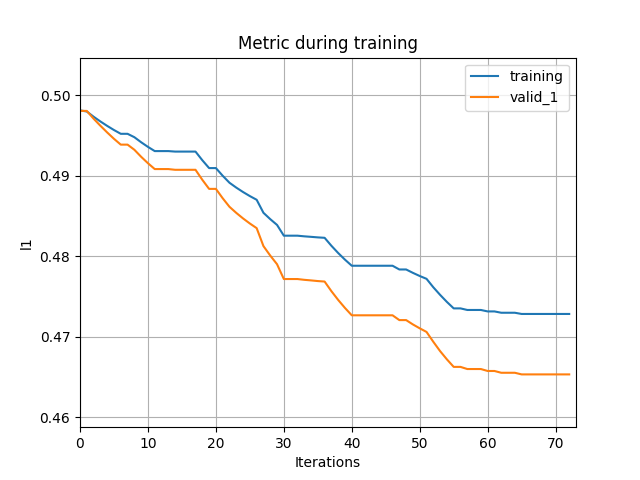 Metric during training
training
valid_1
0.50
0.49
0.48
0.47
0.46
l1
0 10 20 30 40 50 60 70
Iterations